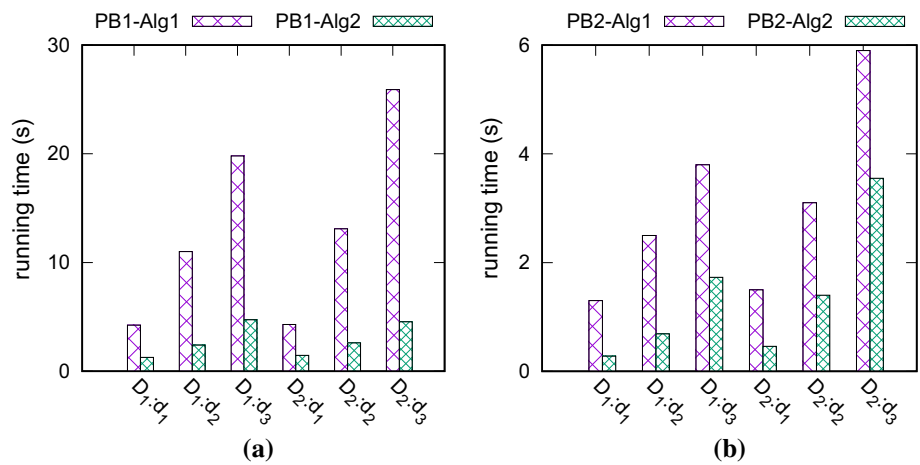 PB1-Alg1 PB1-Alg2
running time (s)
30
20
10
0
D₁.d₁ D₁.d₂ D₁.d₃ D₂.d₁ D₂.d₂ D₂.d₃
(a)
PB2-Alg1 PB2-Alg2
running time (s)
6
4
2
0
D₁.d₁ D₁.d₂ D₁.d₃ D₂.d₁ D₂.d₂ D₂.d₃
(b)